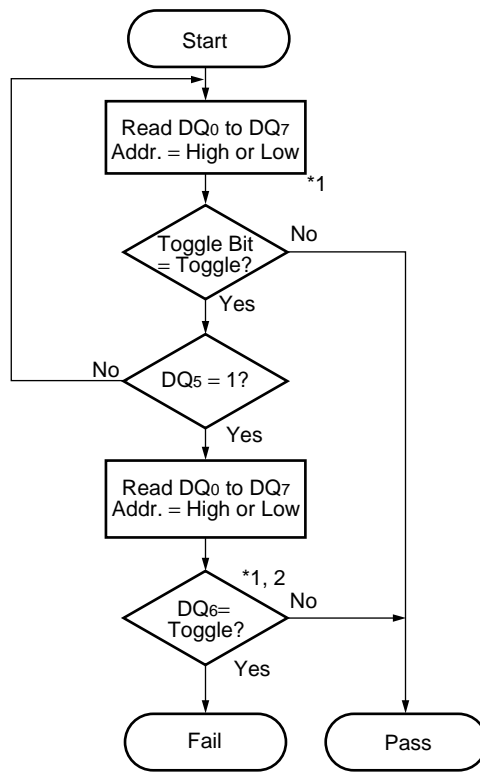 Start
Read DQ0 to DQ7
Addr. = High or Low
*1
Toggle Bit
= Toggle?
No
Yes
No
DQ5 = 1?
Yes
Read DQ0 to DQ7
Addr. = High or Low
*1, 2
DQ6=
Toggle?
No
Yes
Fail
Pass